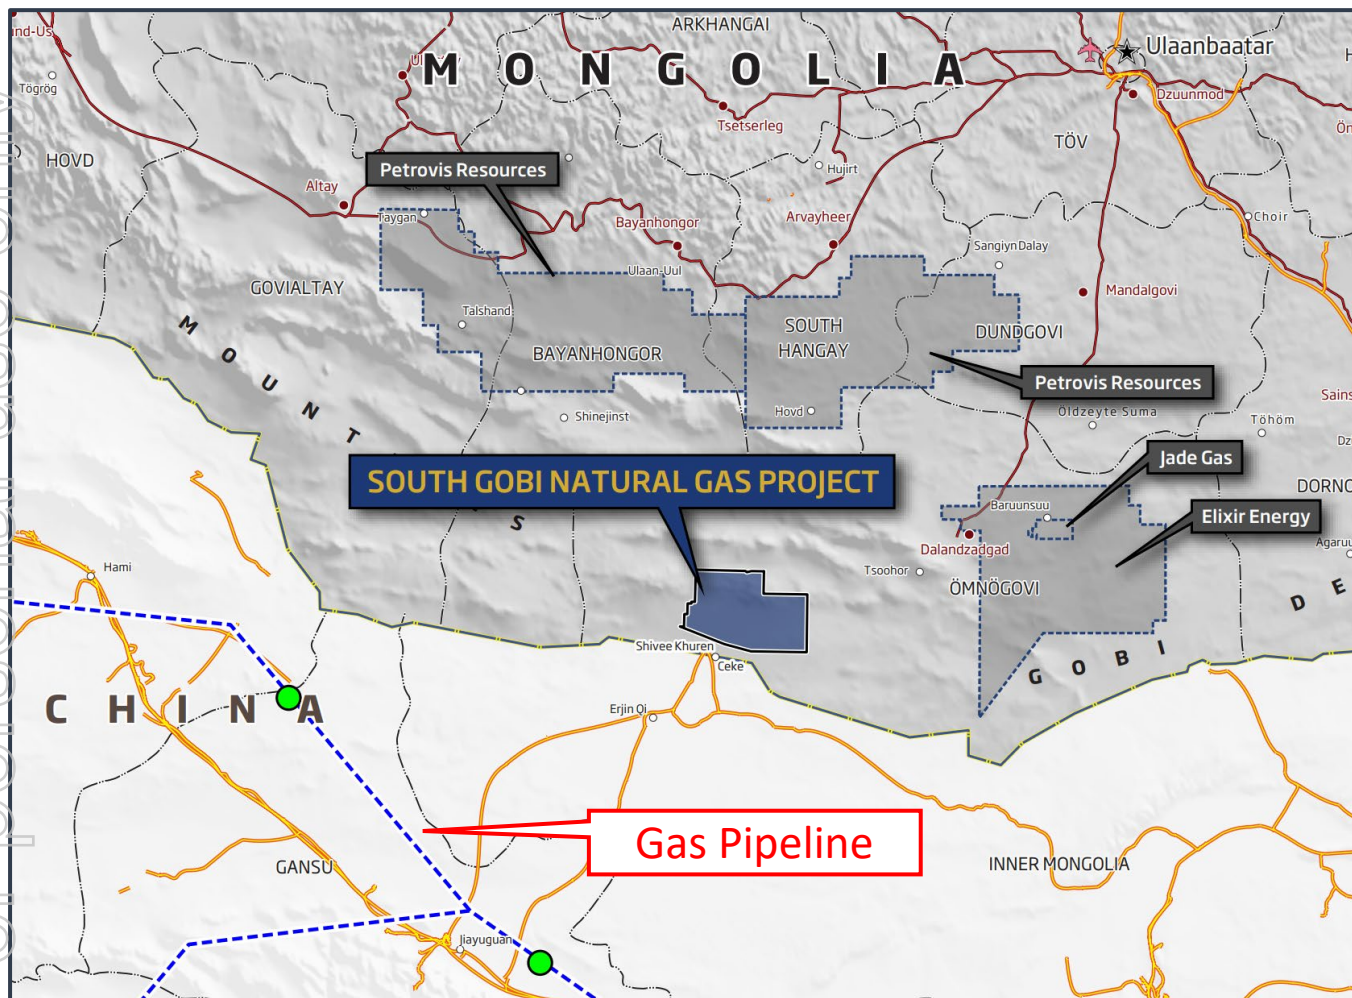 ARKHANGAI
MONGOLIA
Ulaanbaatar
Tögrög
Dzuunmod
Tsetserleg
TÖV
HOVD
Petrovis Resources
Hujirt
Altay
Taygan
Bayanhongor
Arvayheer
Choir
Sangiyn Dalay
Ulaan-Uul
GOVIALTAY
Mandalgovi
Talshand
SOUTH
HANGAY
DUNDGOVI
BAYANHONGOR
Petrovis Resources
Shinejinst
Hovd
Öldzeyte Suma
Töhöm
MOUNT
S
Jade Gas
SOUTH GOBI NATURAL GAS PROJECT
Baruunsuu
Elixir Energy
Dalandzadgad
Tsoohor
ÖMNÖGOVI
Hami
DE
GOBI
Shivee Khuren
Ceke
CHINA
Erjin Qi
Gas Pipeline
GANSU
INNER MONGOLIA
Jiayuguan